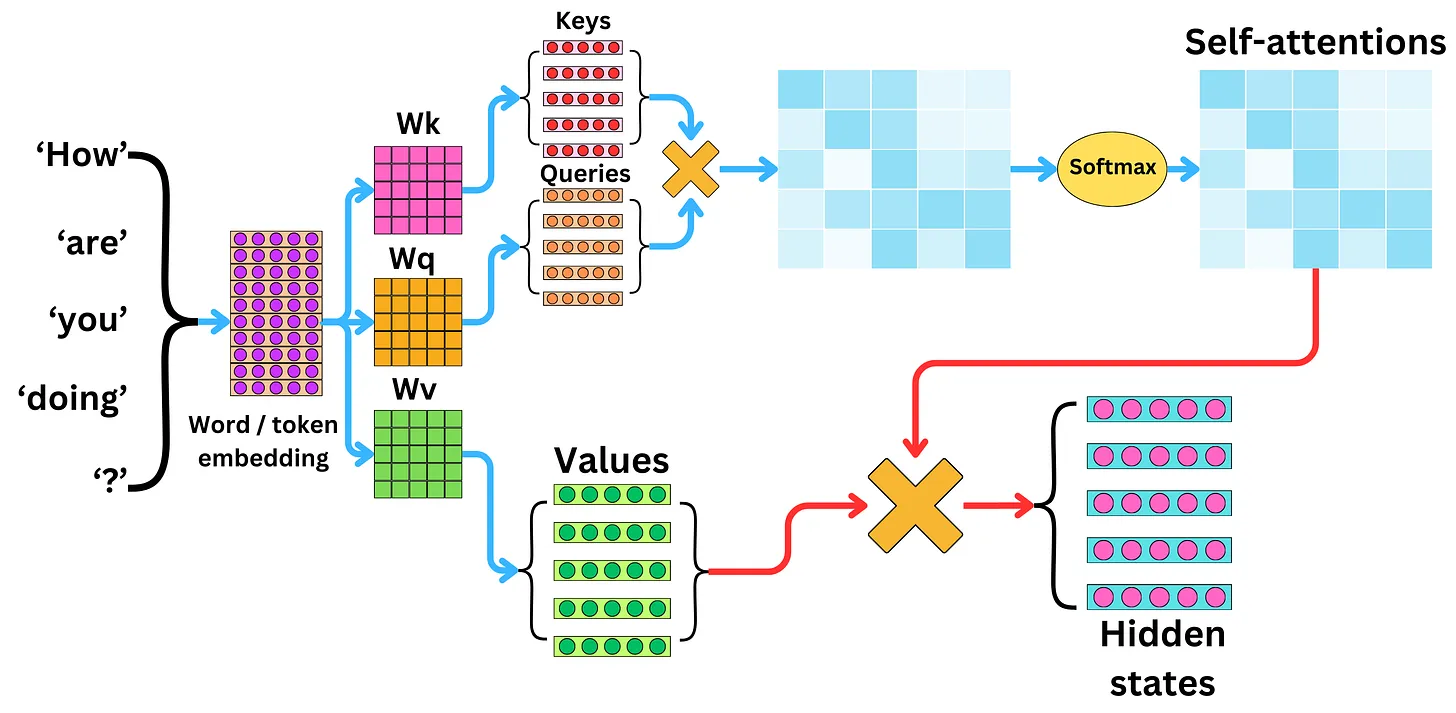 Keys
Self-attentions
Wk
‘How’
Softmax
Queries
‘are’
Wq
‘you’
Wv
‘doing’
Word / token
embedding
Values
‘?’
Hidden
states